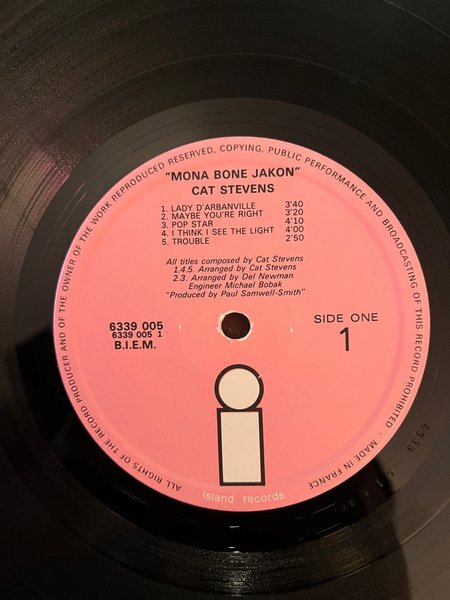 ALL RIGHTS OF THE RECORD PRODUCER AND OF THE OWNER OF THE WORK REPRODUCED RESERVED, COPYING, PUBLIC PERFORMANCE AND BROADCASTING OF THIS RECORD PROHIBITED · MADE IN FRANCE
"MONA BONE JAKON"
CAT STEVENS
1. LADY D'ARBANVILLE 3'40
2. MAYBE YOU'RE RIGHT 3'20
3. POP STAR 4'10
4. I THINK I SEE THE LIGHT 4'00
5. TROUBLE 2'50
All titles composed by Cat Stevens
1.4.5. Arranged by Cat Stevens
2.3. Arranged by Del Newman
Engineer Michael Bobak
"Produced by Paul Samwell-Smith"
6339 005
6339 005 1
B.I.E.M.
SIDE ONE
1
island records
6339